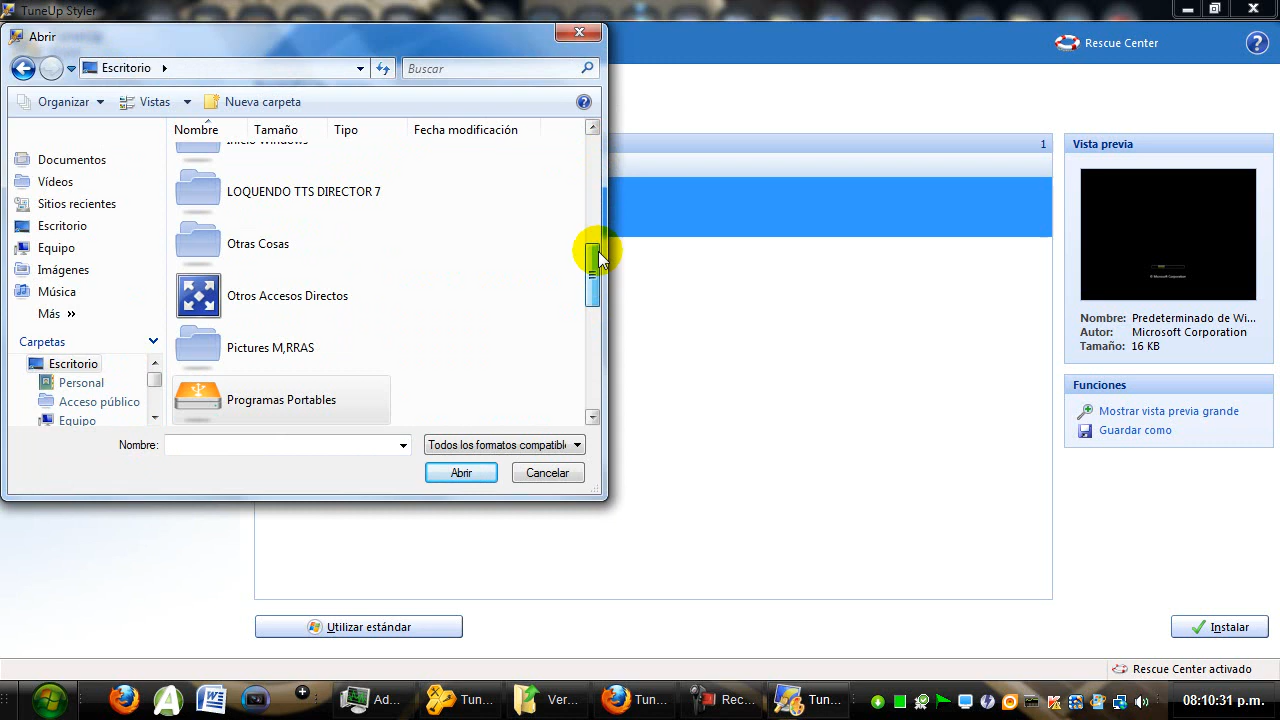 TuneUp Styler
Abrir
Rescue Center
Escritorio
Buscar
Organizar
Vistas
Nueva carpeta
Nombre
Tamaño
Tipo
Fecha modificación
Documentos
Vídeos
Sitios recientes
Escritorio
Equipo
Imágenes
Música
Más »
Carpetas
Escritorio
Personal
Acceso público
Equipo
Inicio Windows
LOQUENDO TTS DIRECTOR 7
Otras Cosas
Otros Accesos Directos
Pictures M,RRAS
Programas Portables
Nombre:
Todos los formatos compatibl
Abrir
Cancelar
1
Vista previa
© Microsoft Corporation
Nombre: Predeterminado de Wi...
Autor: Microsoft Corporation
Tamaño: 16 KB
Funciones
Mostrar vista previa grande
Guardar como
Utilizar estándar
Instalar
Rescue Center activado
Ad...
Tun...
Ver...
Tun...
Rec...
Tun...
08:10:31 p.m.